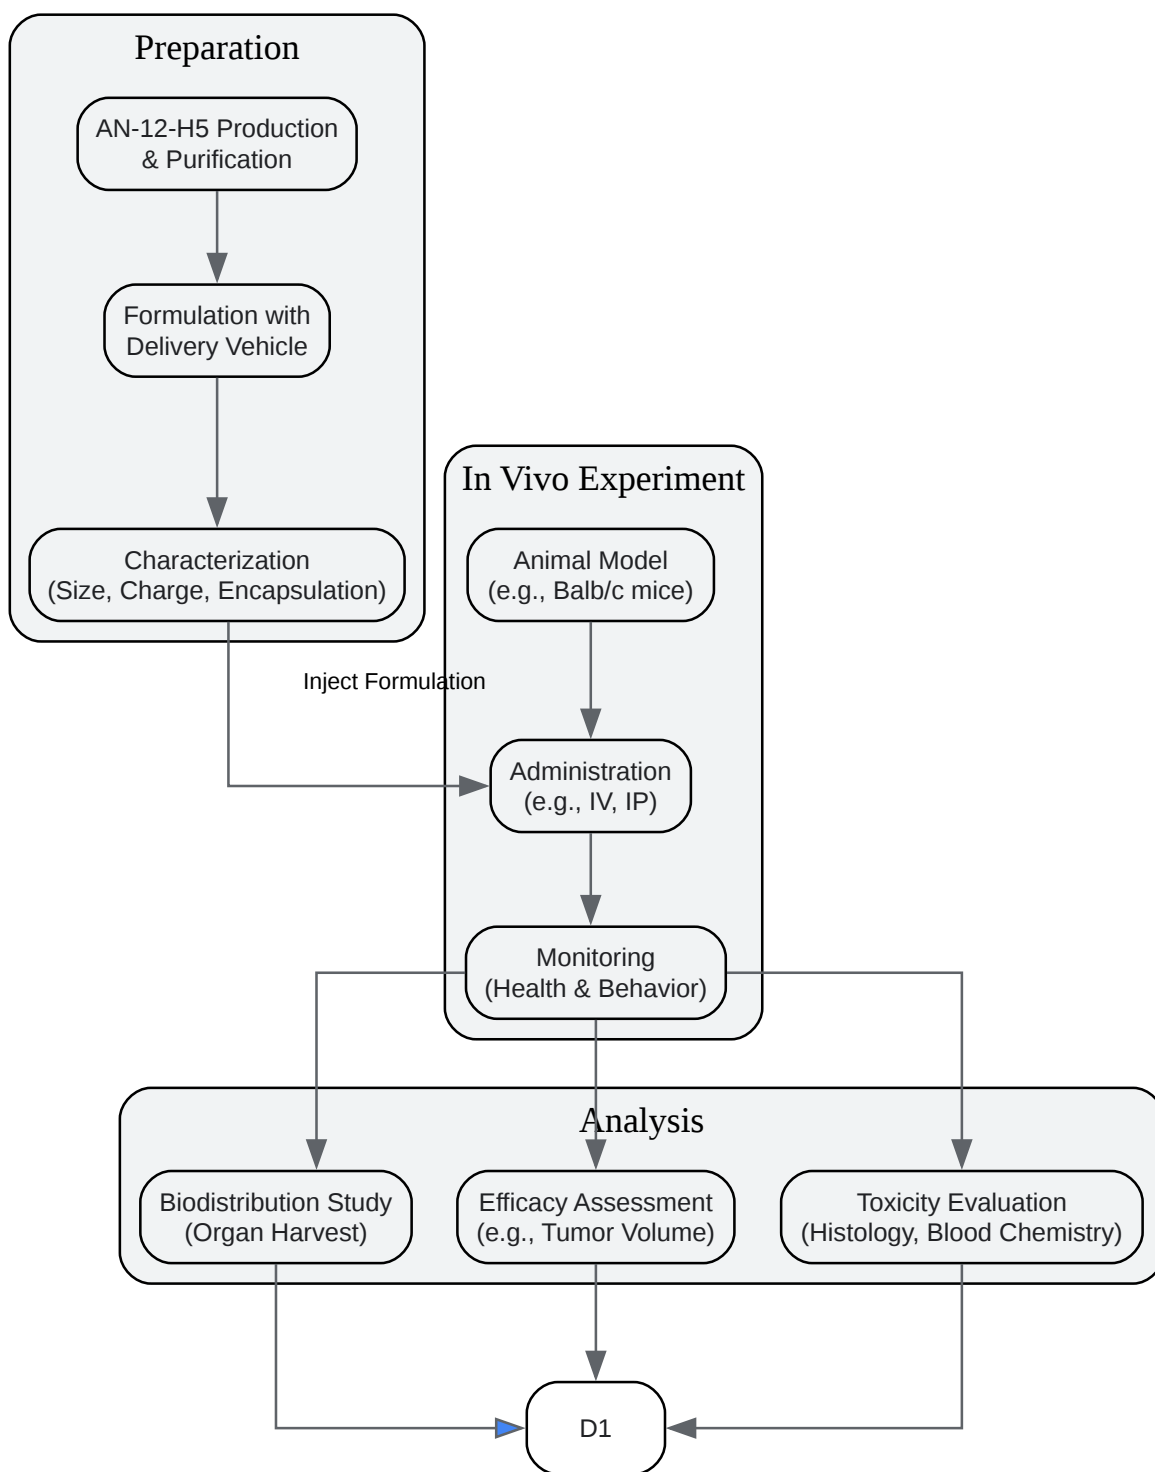 Preparation
AN-12-H5 Production
& Purification
Formulation with
Delivery Vehicle
Characterization
(Size, Charge, Encapsulation)
Inject Formulation
In Vivo Experiment
Animal Model
(e.g., Balb/c mice)
Administration
(e.g., IV, IP)
Monitoring
(Health & Behavior)
Analysis
Biodistribution Study
(Organ Harvest)
Efficacy Assessment
(e.g., Tumor Volume)
Toxicity Evaluation
(Histology, Blood Chemistry)
D1